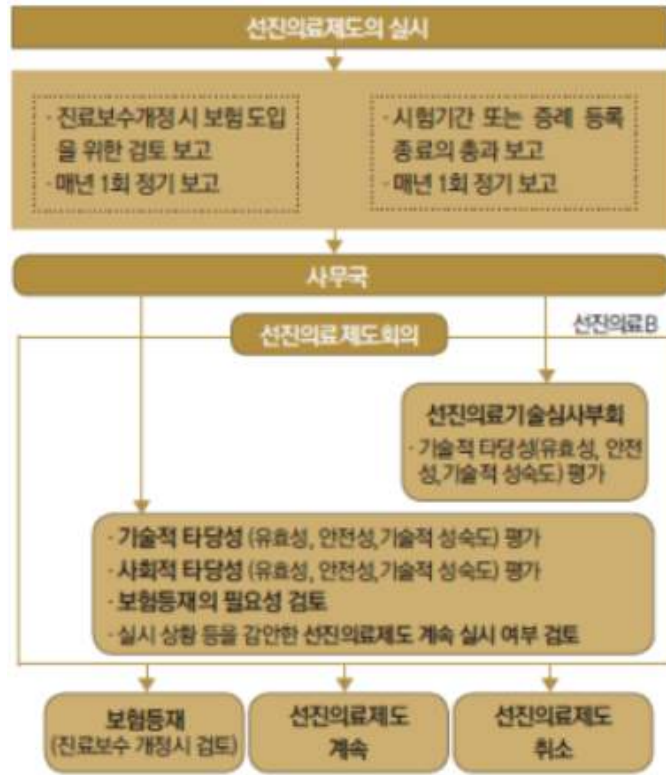 선진의료제도의 실시
· 진료보수개정 시 보험 도입
을 위한 검토 보고
· 매년 1회 정기 보고
· 시험기간 또는 증례 등록
종료의 총과 보고
· 매년 1회 정기 보고
사무국
선진의료제도회의
선진의료B
선진의료기술심사부회
· 기술적 타당성(유효성, 안전
성,기술적 성숙도) 평가
· 기술적 타당성 (유효성, 안전성,기술적 성숙도) 평가
· 사회적 타당성 (유효성, 안전성,기술적 성숙도) 평가
· 보험등재의 필요성 검토
· 실시 상황 등을 감안한 선진의료제도 계속 실시 여부 검토
보험등재
(진료보수 개정시 검토)
선진의료제도
계속
선진의료제도
취소